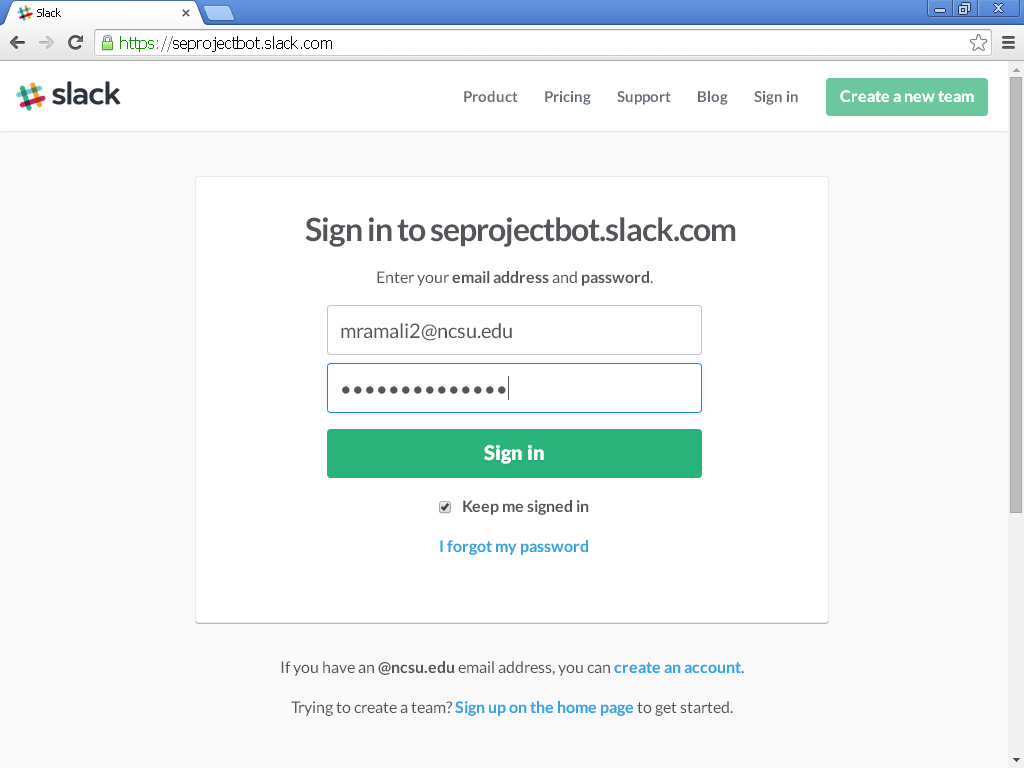 Slack
https://seprojectbot.slack.com
slack
Product Pricing Support Blog Sign in Create a new team
Sign in to seprojectbot.slack.com
Enter your email address and password.
mramali2@ncsu.edu
••••••••••••••
Sign in
Keep me signed in
I forgot my password
If you have an @ncsu.edu email address, you can create an account.
Trying to create a team? Sign up on the home page to get started.